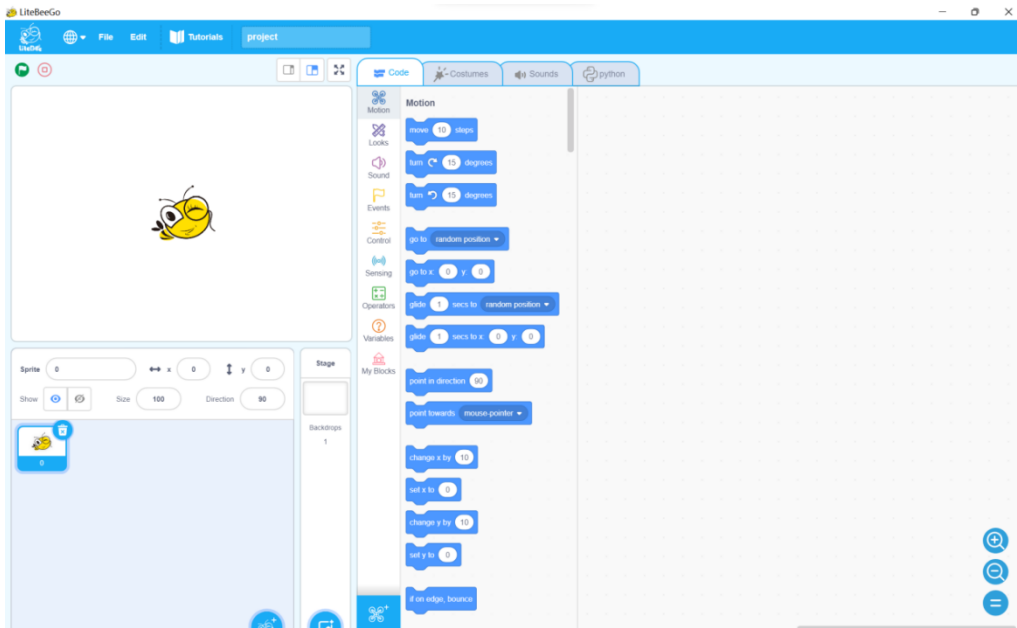 LiteBeeGo
File Edit Tutorials project
LiteBee
Code Costumes Sounds python
Motion
Looks
Sound
Events
Control
Sensing
Operators
Variables
My Blocks
Motion
move 10 steps
turn 15 degrees
turn 15 degrees
go to random position
go to x: 0 y: 0
glide 1 secs to random position
glide 1 secs to x: 0 y: 0
point in direction 90
point towards mouse-pointer
change x by 10
set x to 0
change y by 10
set y to 0
if on edge, bounce
Sprite 0 x 0 y 0
Show Size 100 Direction 90
0
Stage
Backdrops
1